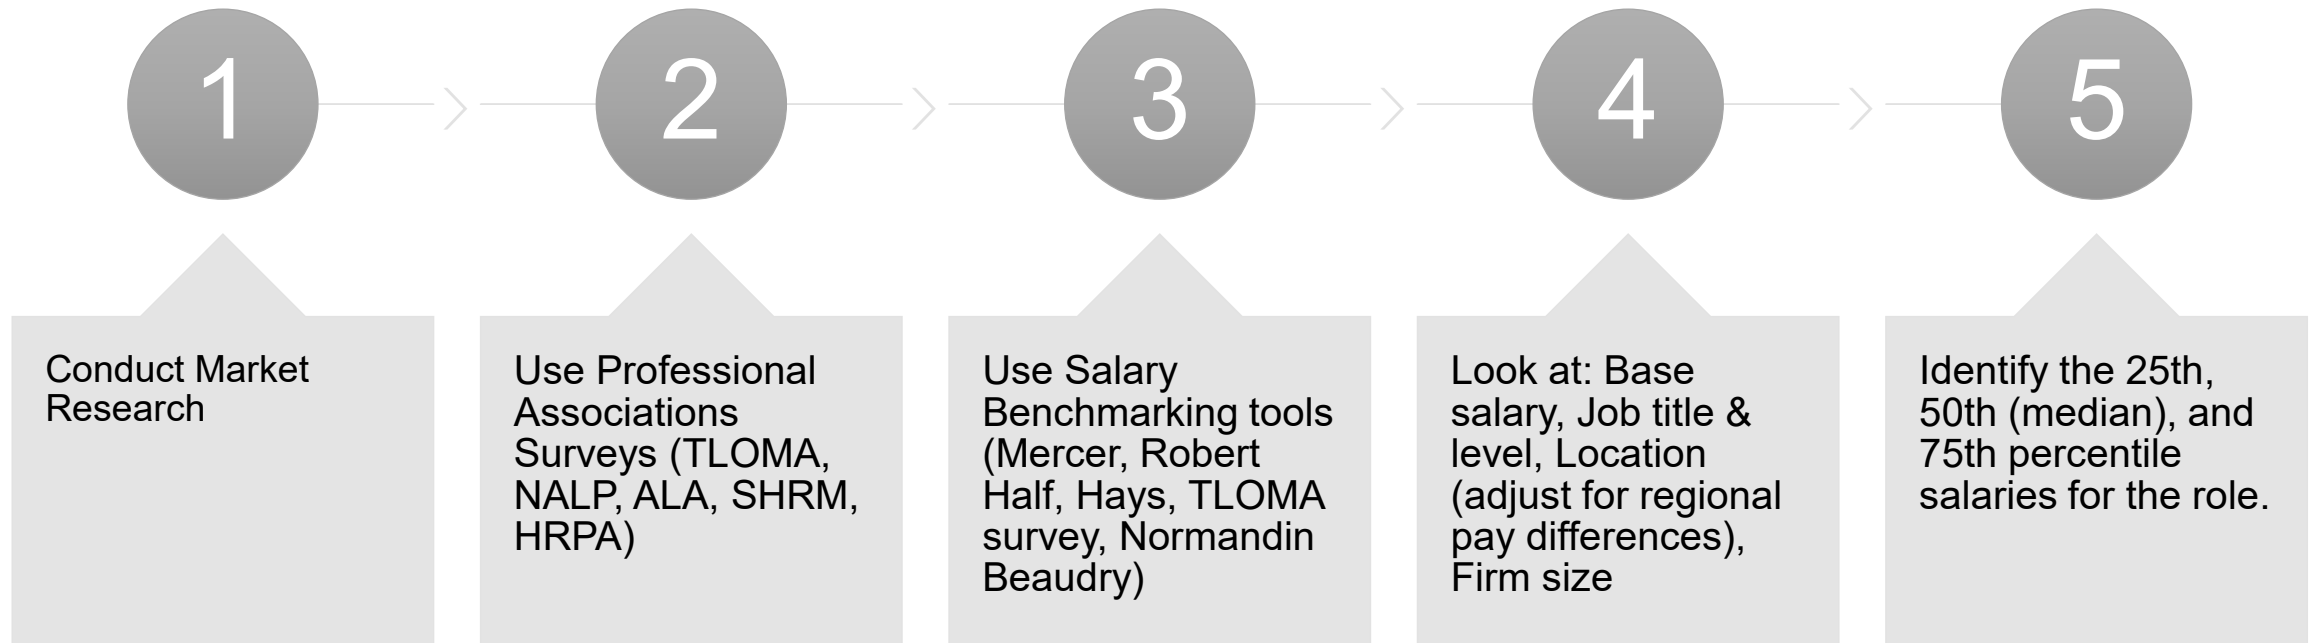 1
2
3
4
5
Conduct Market
Research
Use Professional
Associations
Surveys (TLOMA,
NALP, ALA, SHRM,
HRPA)
Use Salary
Benchmarking tools
(Mercer, Robert
Half, Hays, TLOMA
survey, Normandin
Beaudry)
Look at: Base
salary, Job title &
level, Location
(adjust for regional
pay differences),
Firm size
Identify the 25th,
50th (median), and
75th percentile
salaries for the role.